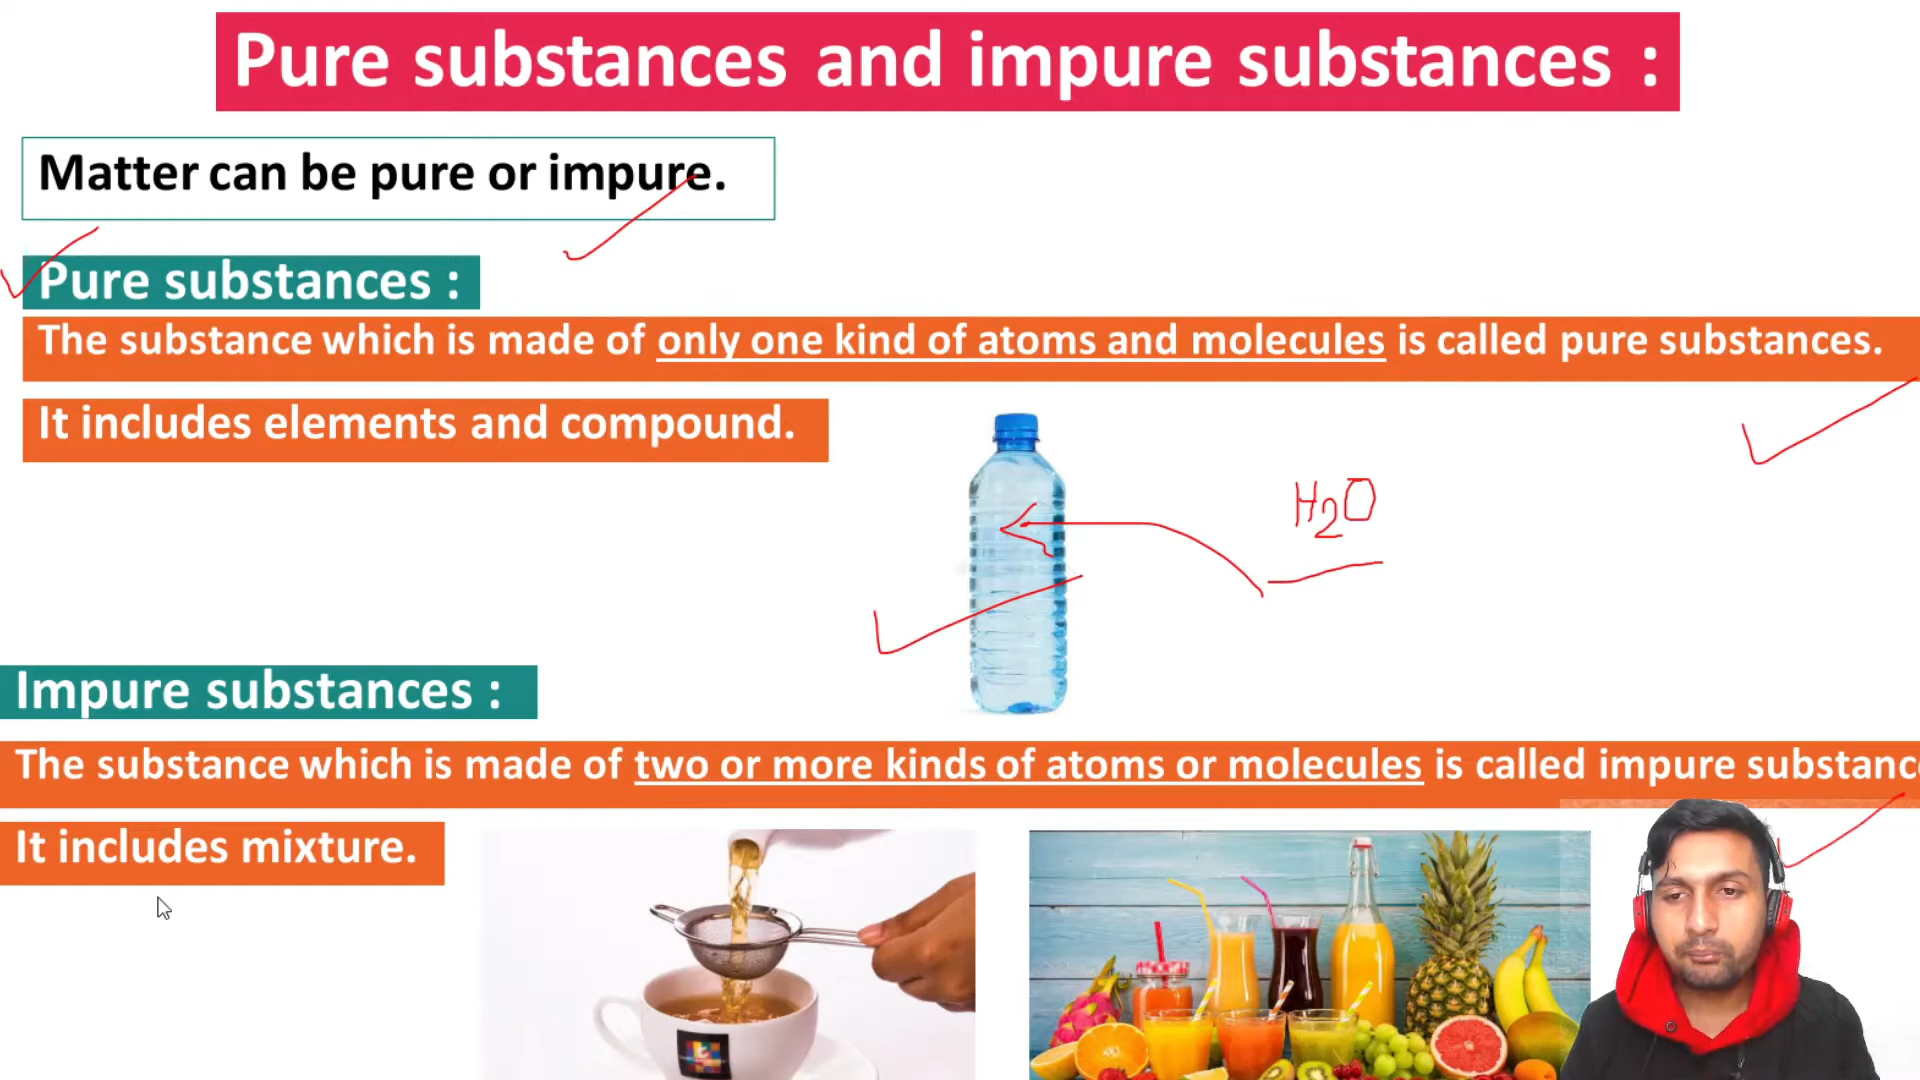 Pure substances and impure substances :
Matter can be pure or impure.
Pure substances :
The substance which is made of only one kind of atoms and molecules is called pure substances.
It includes elements and compound.
H2O
Impure substances :
The substance which is made of two or more kinds of atoms or molecules is called impure substance
It includes mixture.